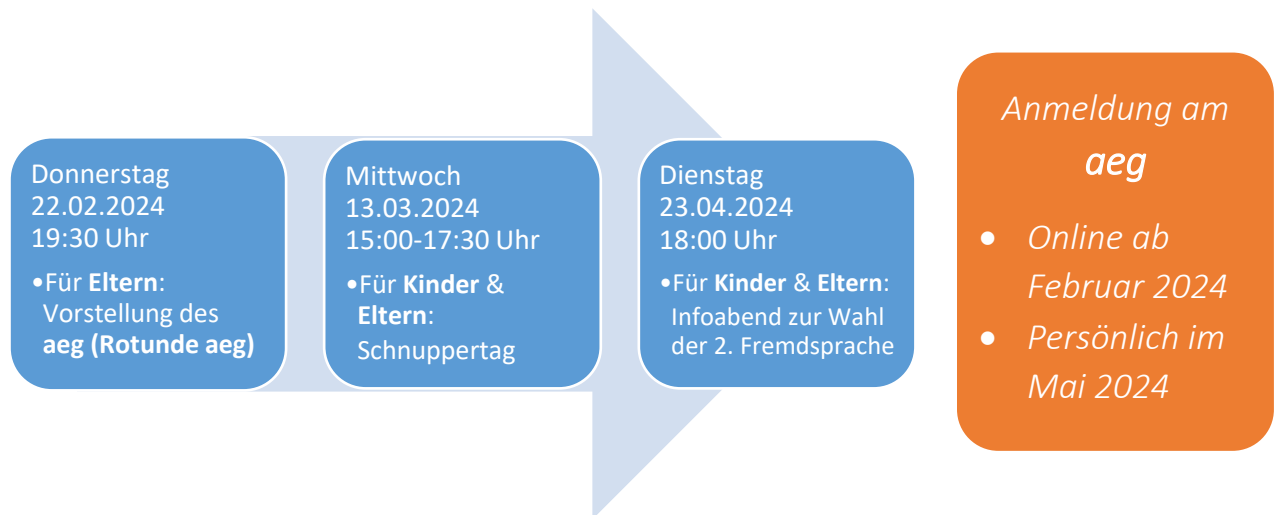 Donnerstag
22.02.2024
19:30 Uhr
•Für Eltern:
Vorstellung des
aeg (Rotunde aeg)
Mittwoch
13.03.2024
15:00-17:30 Uhr
•Für Kinder &
Eltern:
Schnuppertag
Dienstag
23.04.2024
18:00 Uhr
•Für Kinder & Eltern:
Infoabend zur Wahl
der 2. Fremdsprache
Anmeldung am
aeg
• Online ab
Februar 2024
• Persönlich im
Mai 2024